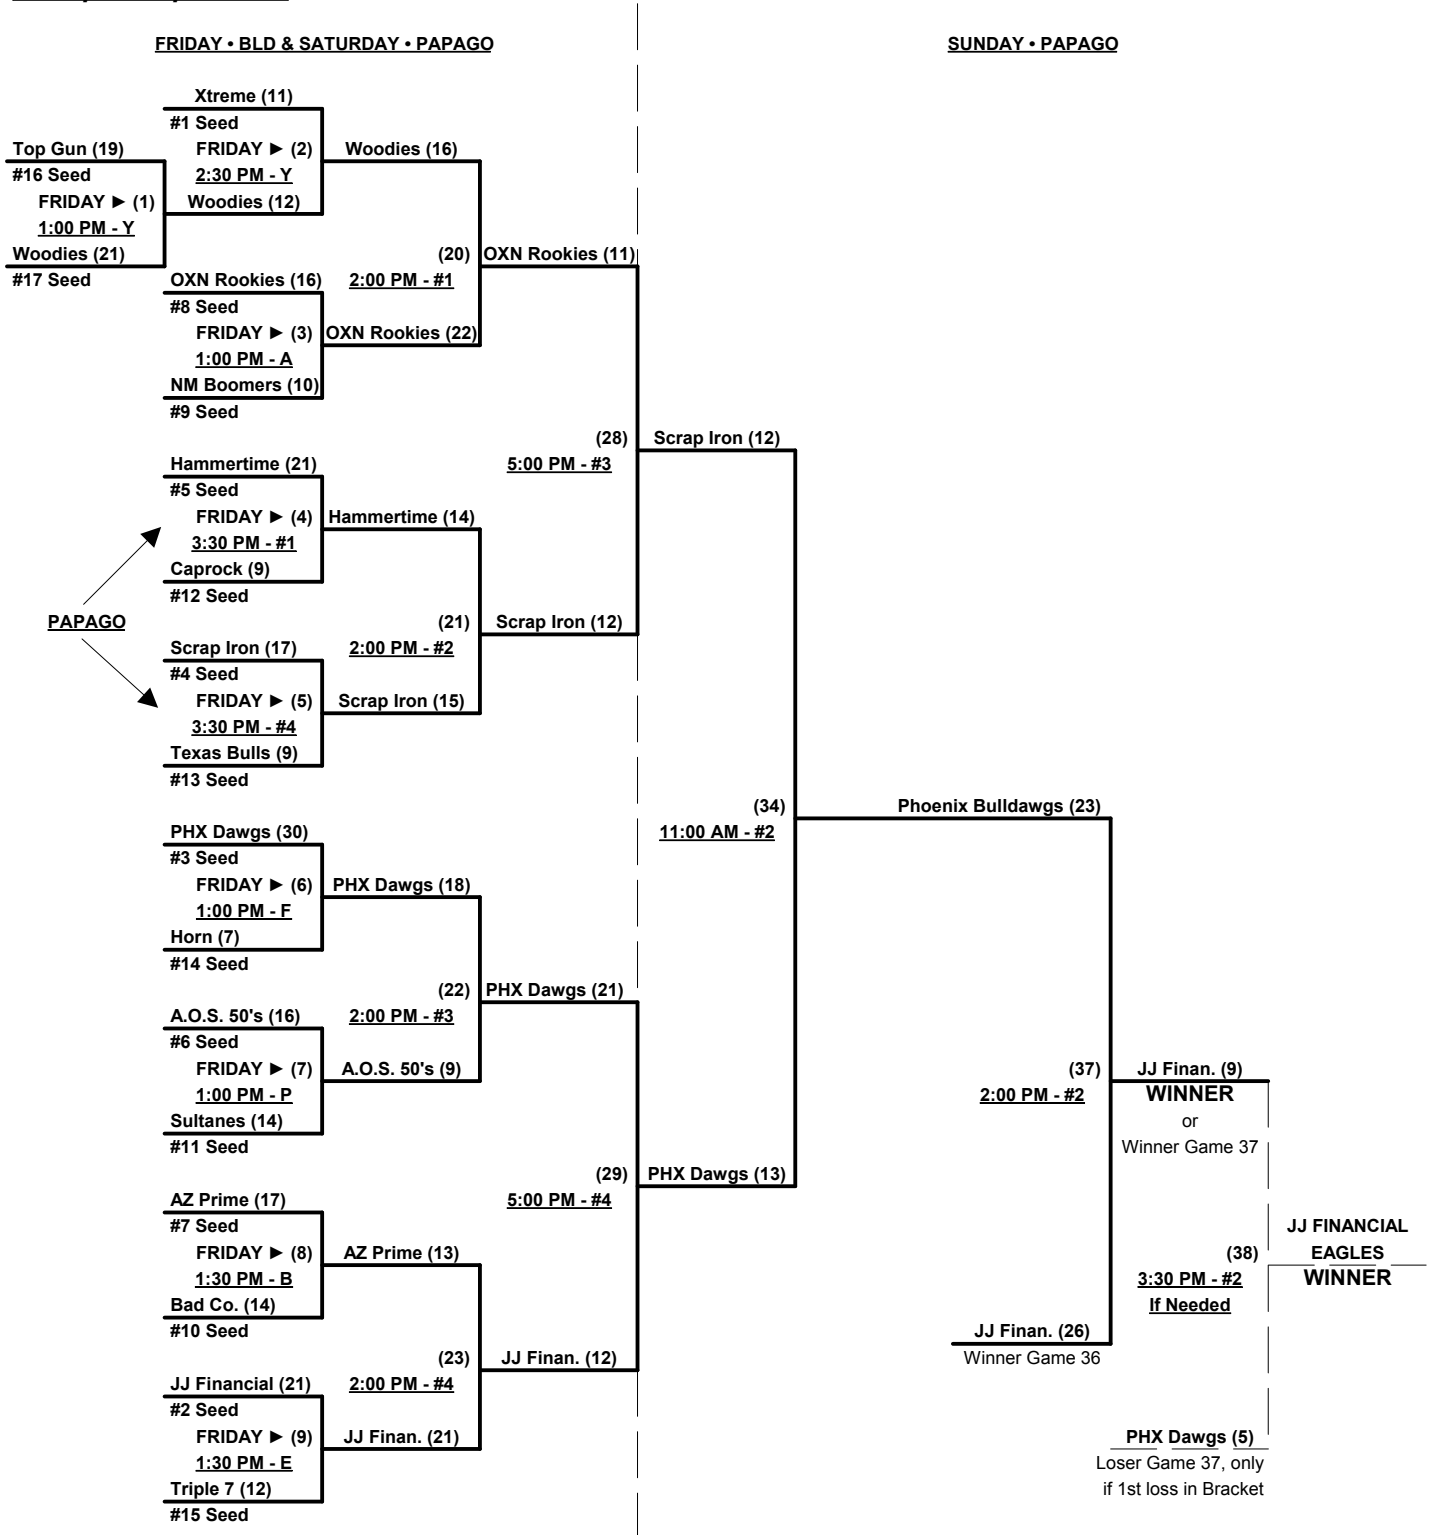 FRIDAY • BLD & SATURDAY • PAPAGO
SUNDAY • PAPAGO
Xtreme (11)
#1 Seed
Top Gun (19)
FRIDAY ► (2)
Woodies (16)
#16 Seed
2:30 PM - Y
FRIDAY ► (1)
Woodies (12)
1:00 PM - Y
Woodies (21)
(20)
OXN Rookies (11)
#17 Seed
OXN Rookies (16)
2:00 PM - #1
#8 Seed
FRIDAY ► (3)
OXN Rookies (22)
1:00 PM - A
NM Boomers (10)
#9 Seed
(28)
Scrap Iron (12)
Hammertime (21)
5:00 PM - #3
#5 Seed
FRIDAY ► (4)
Hammertime (14)
3:30 PM - #1
Caprock (9)
#12 Seed
PAPAGO
(21)
Scrap Iron (12)
Scrap Iron (17)
2:00 PM - #2
#4 Seed
FRIDAY ► (5)
Scrap Iron (15)
3:30 PM - #4
Texas Bulls (9)
#13 Seed
(34)
Phoenix Bulldawgs (23)
PHX Dawgs (30)
11:00 AM - #2
#3 Seed
FRIDAY ► (6)
PHX Dawgs (18)
1:00 PM - F
Horn (7)
#14 Seed
(22)
PHX Dawgs (21)
A.O.S. 50's (16)
2:00 PM - #3
#6 Seed
FRIDAY ► (7)
A.O.S. 50's (9)
(37)
JJ Finan. (9)
1:00 PM - P
2:00 PM - #2
WINNER
Sultanes (14)
or
#11 Seed
Winner Game 37
(29)
PHX Dawgs (13)
AZ Prime (17)
5:00 PM - #4
#7 Seed
JJ FINANCIAL
FRIDAY ► (8)
AZ Prime (13)
(38)
EAGLES
1:30 PM - B
3:30 PM - #2
WINNER
Bad Co. (14)
If Needed
#10 Seed
JJ Finan. (26)
(23)
JJ Finan. (12)
Winner Game 36
JJ Financial (21)
2:00 PM - #4
#2 Seed
FRIDAY ► (9)
JJ Finan. (21)
PHX Dawgs (5)
1:30 PM - E
Loser Game 37, only
Triple 7 (12)
if 1st loss in Bracket
#15 Seed